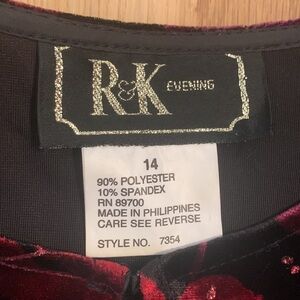 R&K EVENING
14
90% POLYESTER
10% SPANDEX
RN 89700
MADE IN PHILIPPINES
CARE SEE REVERSE
STYLE NO. 7354